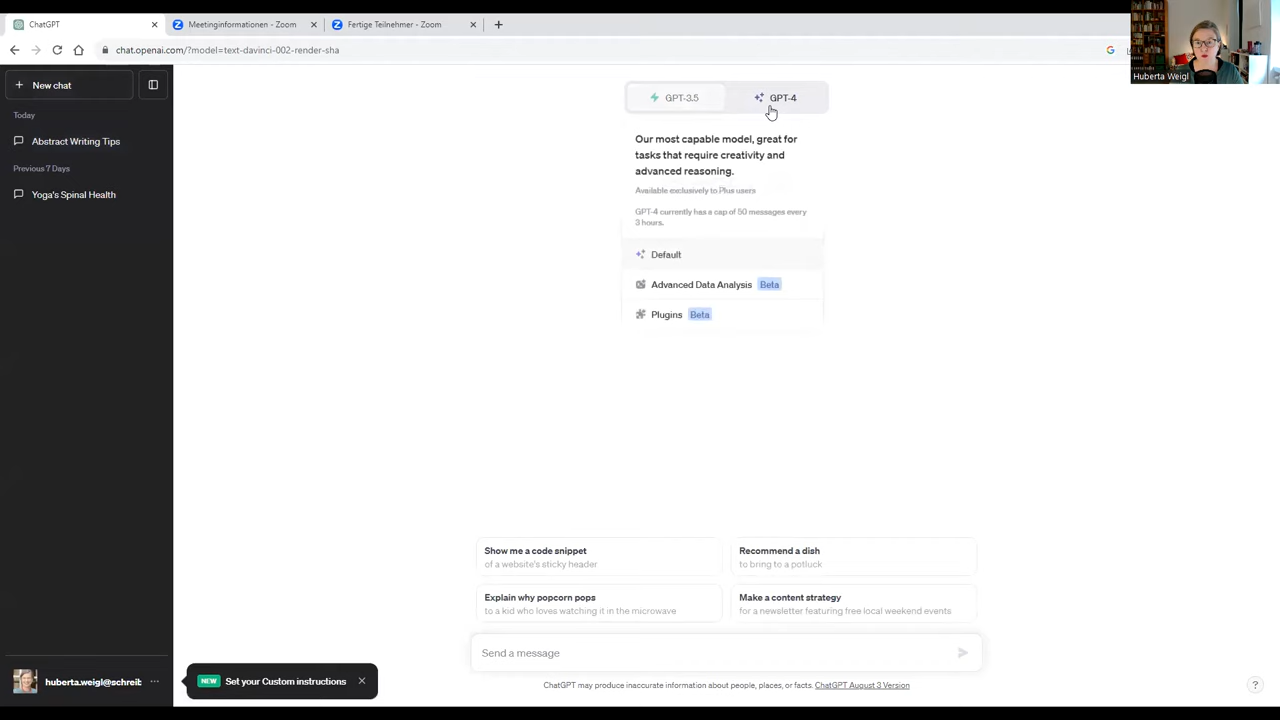 ChatGPT
Meetinginformationen - Zoom
Fertige Teilnehmer - Zoom
chat.openai.com/?model=text-davinci-002-render-sha
Huberta Weigl
New chat
Today
Abstract Writing Tips
Previous 7 Days
Yoga's Spinal Health
GPT-3.5
GPT-4
Our most capable model, great for
tasks that require creativity and
advanced reasoning.
Available exclusively to Plus users
GPT-4 currently has a cap of 50 messages every
3 hours.
Default
Advanced Data Analysis Beta
Plugins Beta
Show me a code snippet
of a website's sticky header
Recommend a dish
to bring to a potluck
Explain why popcorn pops
to a kid who loves watching it in the microwave
Make a content strategy
for a newsletter featuring free local weekend events
Send a message
ChatGPT may produce inaccurate information about people, places, or facts. ChatGPT August 3 Version
huberta.weigl@schreib
NEW Set your Custom instructions